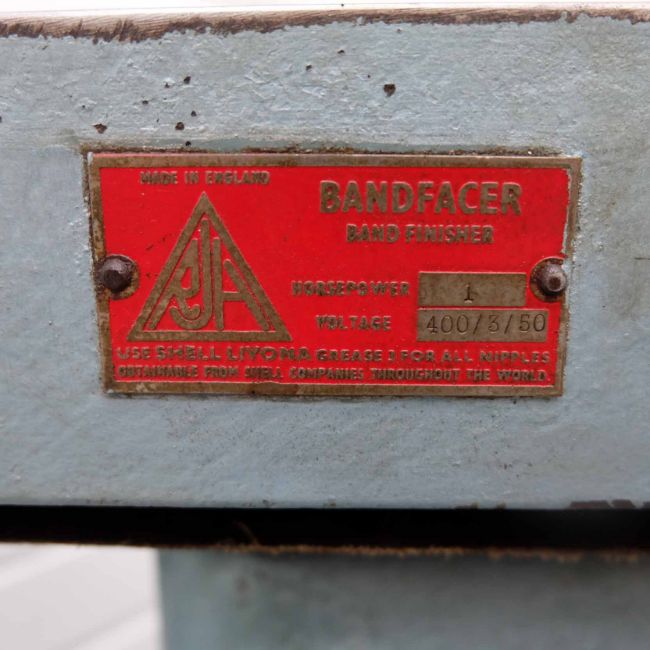 MADE IN ENGLAND
BANDFACER
BAND FINISHER
RJH
HORSEPOWER 1
VOLTAGE 400/3/50
USE SHELL LIVONA GREASE 3 FOR ALL NIPPLES
OBTAINABLE FROM SHELL COMPANIES THROUGHOUT THE WORLD.